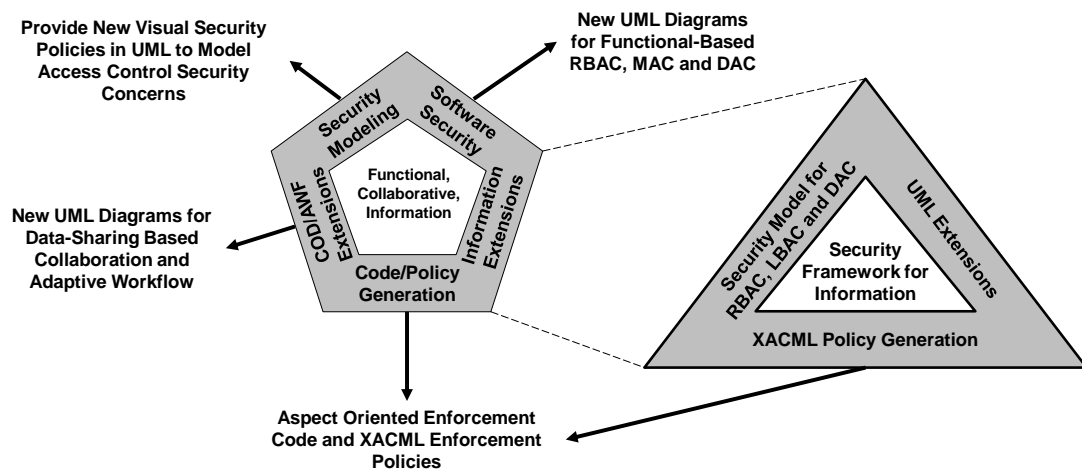 Provide New Visual Security
Policies in UML to Model
Access Control Security
Concerns
New UML Diagrams
for Functional-Based
RBAC, MAC and DAC
Security
Modeling
Software
Security
COD/AWF
Extensions
Functional,
Collaborative,
Information
Information
Extensions
Code/Policy
Generation
New UML Diagrams for
Data-Sharing Based
Collaboration and
Adaptive Workflow
Security Model for
RBAC, LBAC and DAC
UML Extensions
Security
Framework for
Information
XACML Policy Generation
Aspect Oriented Enforcement
Code and XACML Enforcement
Policies